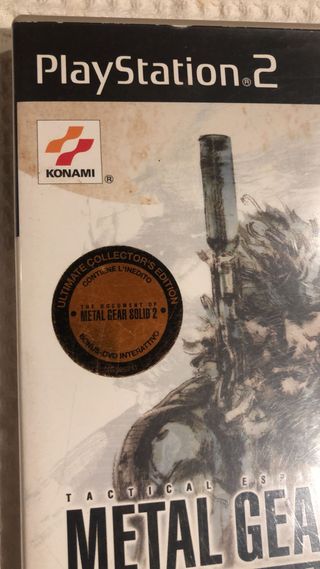 PlayStation®2
KONAMI®
ULTIMATE COLLECTOR'S EDITION
CONTIENE L'INEDITO
THE DOCUMENT OF
METAL GEAR SOLID 2
BONUS-DVD INTERATTIVO
TACTICAL ESP
METAL GEA